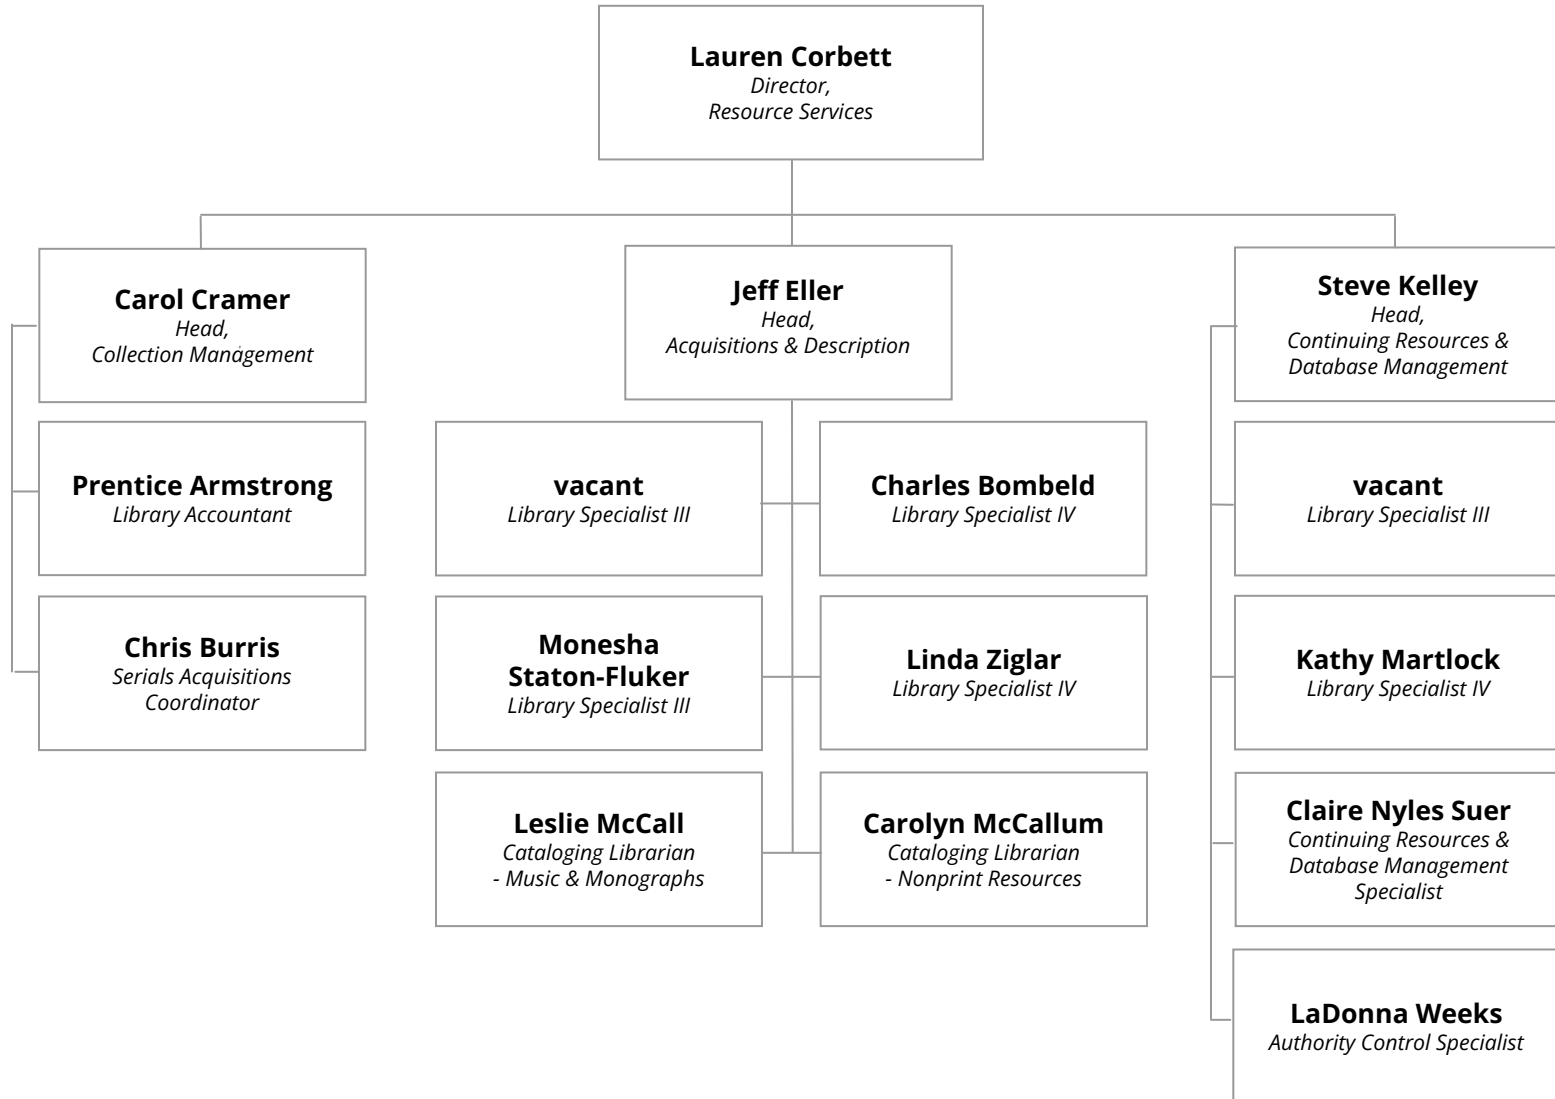 Lauren Corbett
Director,
Resource Services
Carol Cramer
Head,
Collection Management
Jeff Eller
Head,
Acquisitions & Description
Steve Kelley
Head,
Continuing Resources &
Database Management
Prentice Armstrong
Library Accountant
vacant
Library Specialist III
Charles Bombeld
Library Specialist IV
vacant
Library Specialist III
Chris Burris
Serials Acquisitions
Coordinator
Monesha
Staton-Fluker
Library Specialist III
Linda Ziglar
Library Specialist IV
Kathy Martlock
Library Specialist IV
Leslie McCall
Cataloging Librarian
- Music & Monographs
Carolyn McCallum
Cataloging Librarian
- Nonprint Resources
Claire Nyles Suer
Continuing Resources &
Database Management
Specialist
LaDonna Weeks
Authority Control Specialist